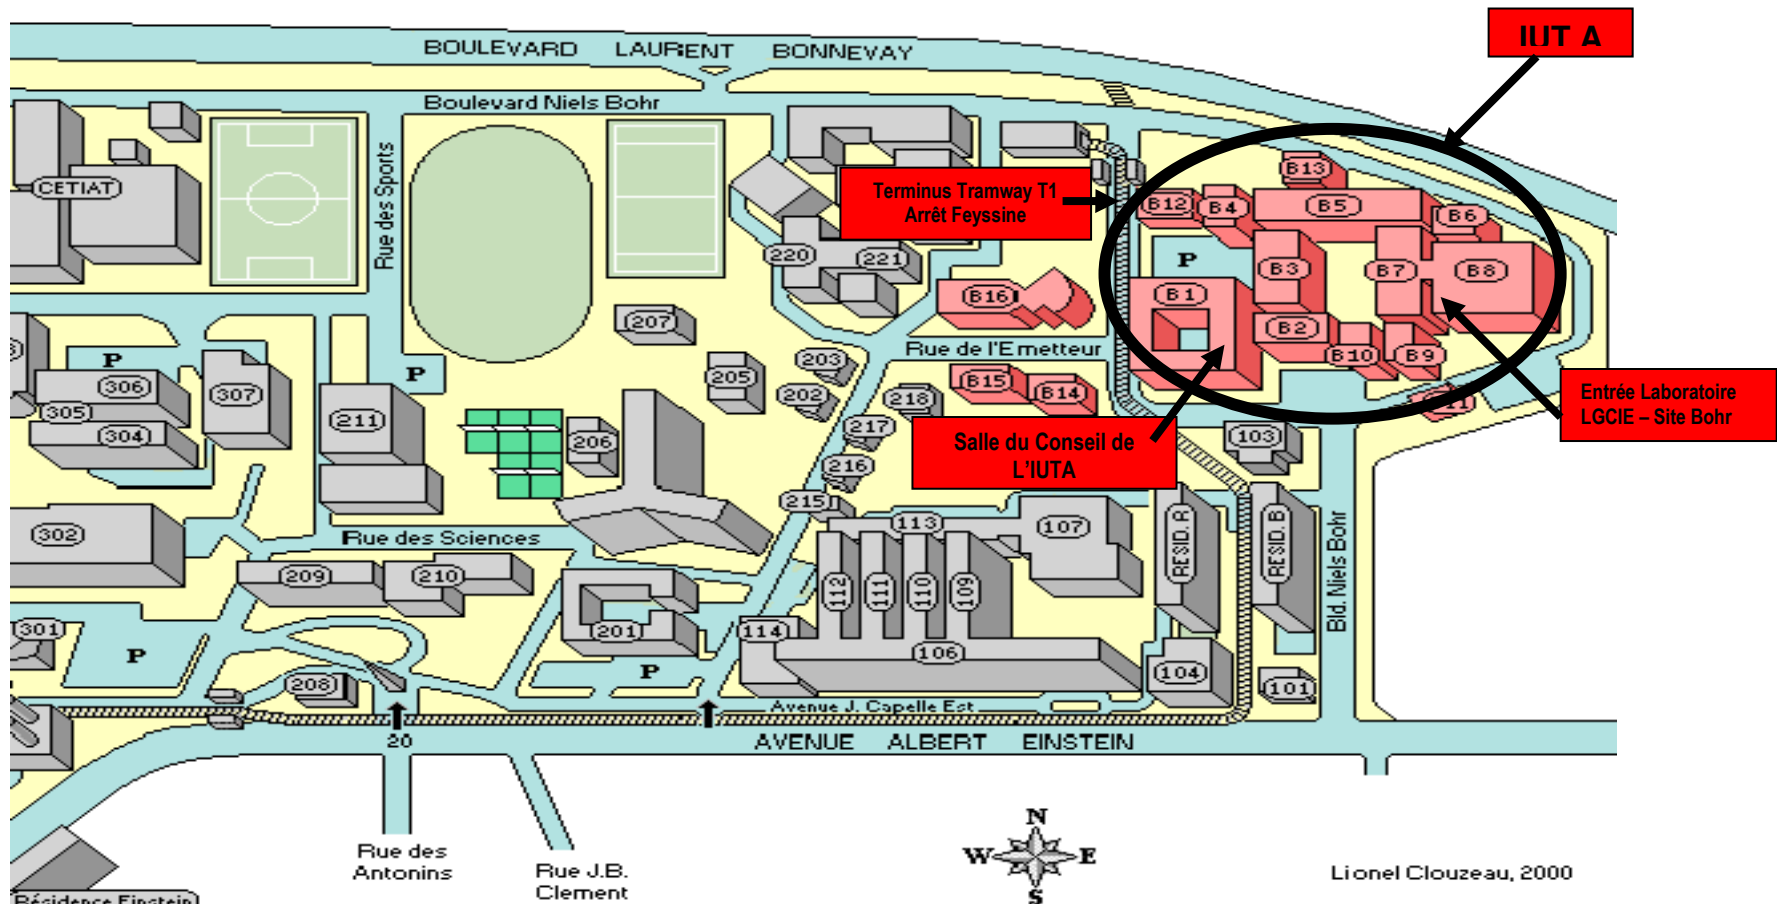 IUT A
BOULEVARD LAURENT BONNEVAY
Boulevard Niels Bohr
CETIAT
Rue des Sports
Terminus Tramway T1
Arrêt Feyssine
B13
B12
B4
B5
B6
220
221
P
B3
B7
B8
B16
B1
207
B2
B10
B9
Rue de l'Emetteur
P
306
307
P
203
205
202
B15
B14
218
B11
Entrée Laboratoire
LGCIE – Site Bohr
305
304
211
206
217
216
Salle du Conseil de
L'IUTA
103
215
302
Rue des Sciences
113
107
RESID. A
RESID. B
Bld. Niels Bohr
209
210
112
111
110
109
301
P
201
114
106
P
104
208
101
Avenue J. Capelle Est
20
AVENUE ALBERT EINSTEIN
Rue des
Antonins
Rue J.B.
Clement
N
W
E
S
Lionel Clouzeau, 2000
Résidence Einstein